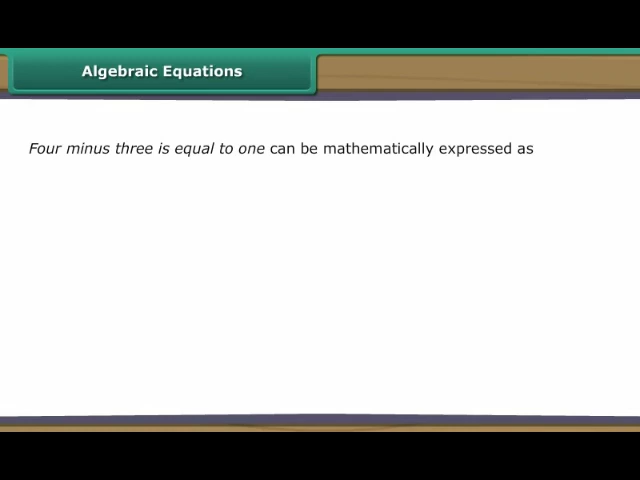 Algebraic Equations
Four minus three is equal to one can be mathematically expressed as